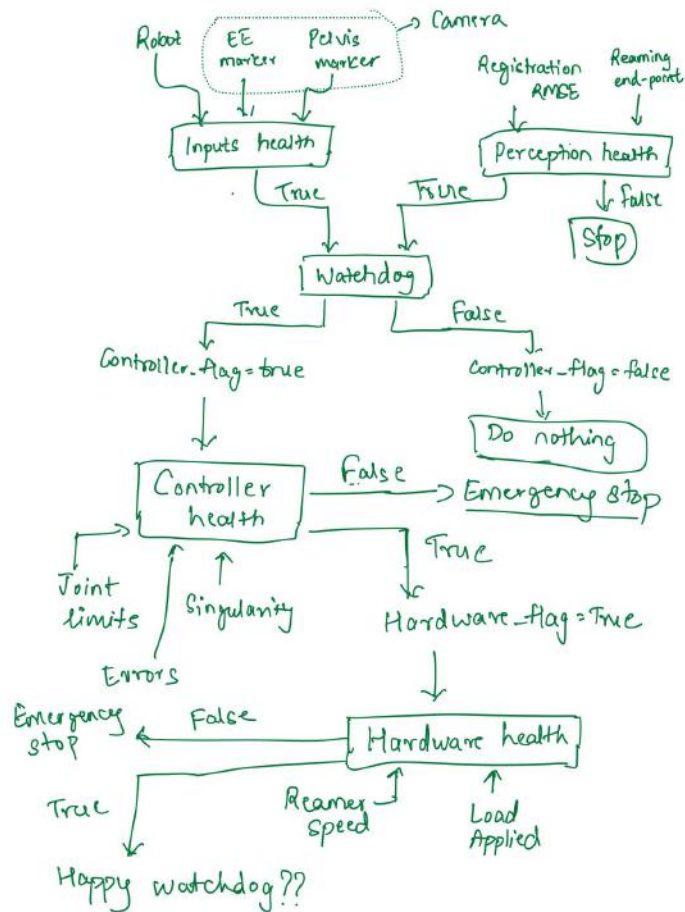 Camera
Robot
EE
marker
Pelvis
marker
Registration
RMSE
Reaming
end-point
Inputs health
Perception health
True
True
False
Stop
Watchdog
True
False
Controller_flag=true
Controller_flag=false
Do nothing
Controller
health
False
Emergency stop
True
Joint
limits
Singularity
Errors
Hardware_flag=True
Emergency
stop
False
Hardware health
True
Reamer
speed
Load
Applied
Happy watchdog??